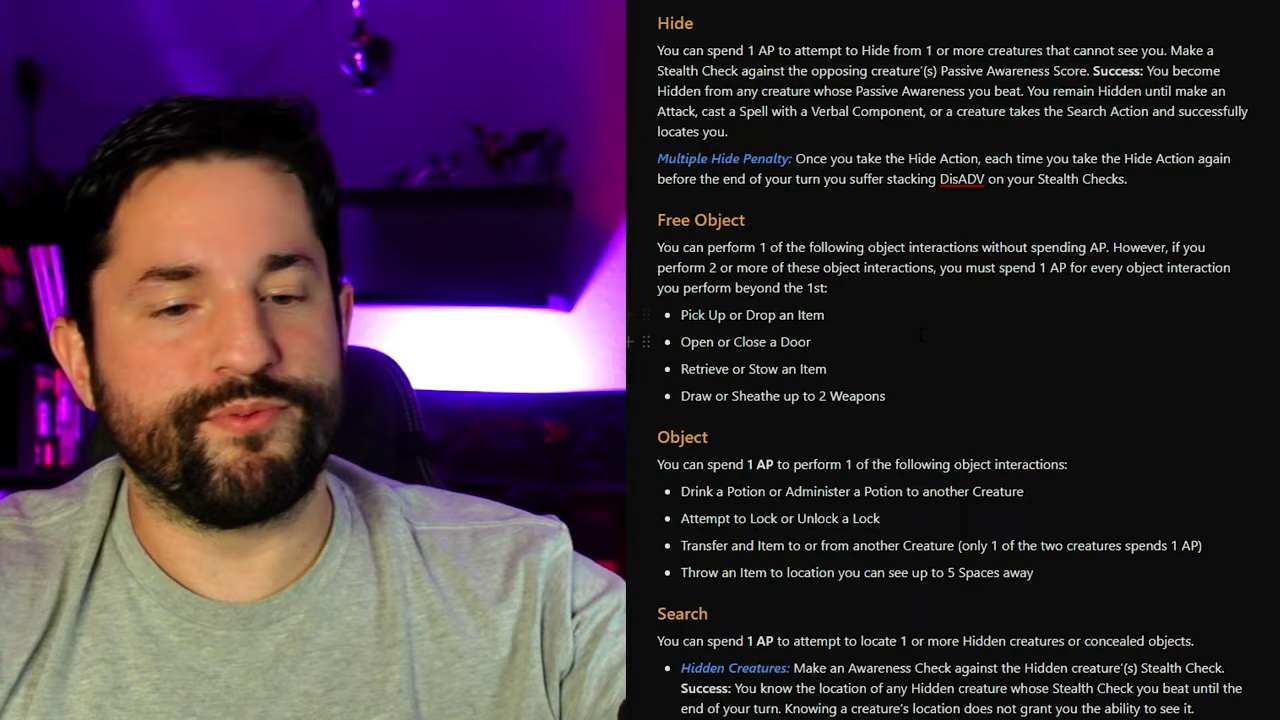 Hide
You can spend 1 AP to attempt to Hide from 1 or more creatures that cannot see you. Make a
Stealth Check against the opposing creature'(s) Passive Awareness Score. Success: You become
Hidden from any creature whose Passive Awareness you beat. You remain Hidden until make an
Attack, cast a Spell with a Verbal Component, or a creature takes the Search Action and successfully
locates you.
Multiple Hide Penalty: Once you take the Hide Action, each time you take the Hide Action again
before the end of your turn you suffer stacking DisADV on your Stealth Checks.
Free Object
You can perform 1 of the following object interactions without spending AP. However, if you
perform 2 or more of these object interactions, you must spend 1 AP for every object interaction
you perform beyond the 1st:
• Pick Up or Drop an Item
• Open or Close a Door
• Retrieve or Stow an Item
• Draw or Sheathe up to 2 Weapons
Object
You can spend 1 AP to perform 1 of the following object interactions:
• Drink a Potion or Administer a Potion to another Creature
• Attempt to Lock or Unlock a Lock
• Transfer and Item to or from another Creature (only 1 of the two creatures spends 1 AP)
• Throw an Item to location you can see up to 5 Spaces away
Search
You can spend 1 AP to attempt to locate 1 or more Hidden creatures or concealed objects.
• Hidden Creatures: Make an Awareness Check against the Hidden creature'(s) Stealth Check.
Success: You know the location of any Hidden creature whose Stealth Check you beat until the
end of your turn. Knowing a creature's location does not grant you the ability to see it.